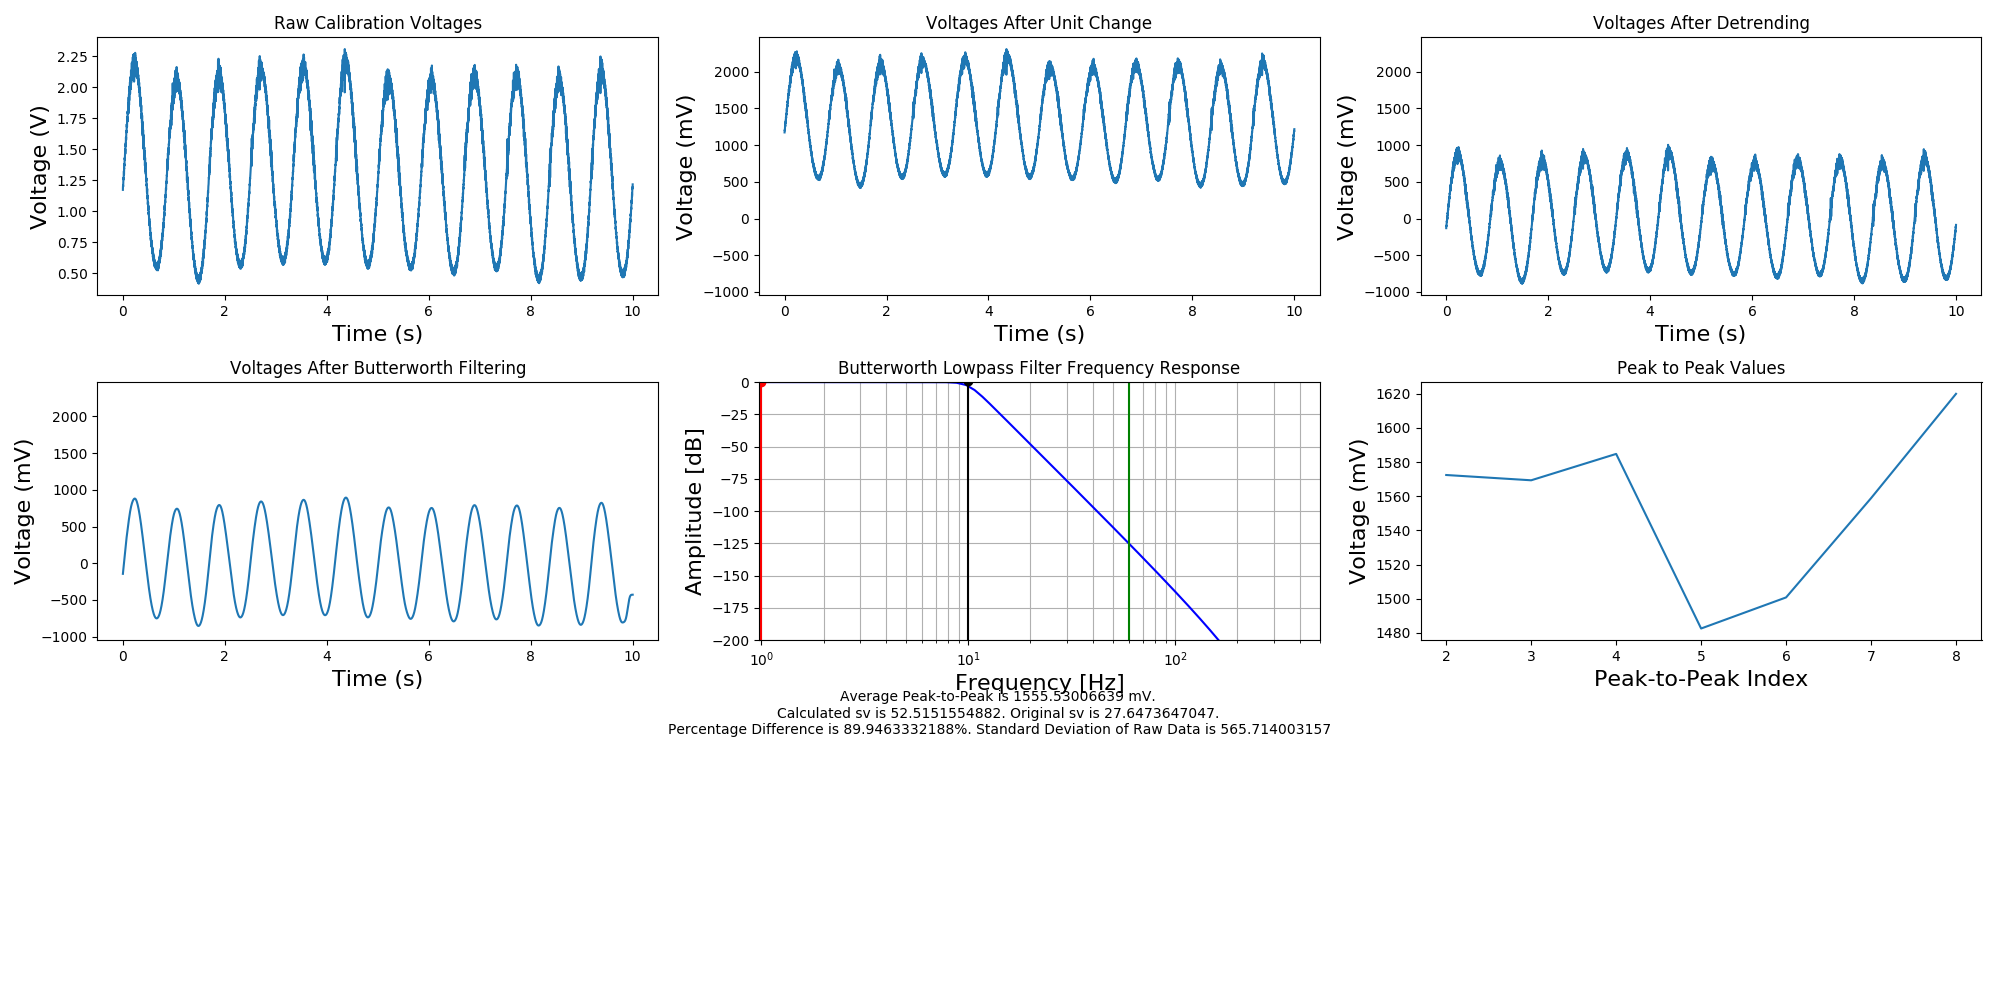 Raw Calibration Voltages
Voltage (V)
2.25
2.00
1.75
1.50
1.25
1.00
0.75
0.50
0 2 4 6 8 10
Time (s)
Voltages After Unit Change
Voltage (mV)
2000
1500
1000
500
0
−500
−1000
0 2 4 6 8 10
Time (s)
Voltages After Detrending
Voltage (mV)
2000
1500
1000
500
0
−500
−1000
0 2 4 6 8 10
Time (s)
Voltages After Butterworth Filtering
Voltage (mV)
2000
1500
1000
500
0
−500
−1000
0 2 4 6 8 10
Time (s)
Butterworth Lowpass Filter Frequency Response
Amplitude [dB]
0
−25
−50
−75
−100
−125
−150
−175
−200
10⁰ 10¹ 10²
Frequency [Hz]
Peak to Peak Values
Voltage (mV)
1620
1600
1580
1560
1540
1520
1500
1480
2 3 4 5 6 7 8
Peak-to-Peak Index
Average Peak-to-Peak is 1555.53006639 mV.
Calculated sv is 52.5151554882. Original sv is 27.6473647047.
Percentage Difference is 89.9463332188%. Standard Deviation of Raw Data is 565.714003157